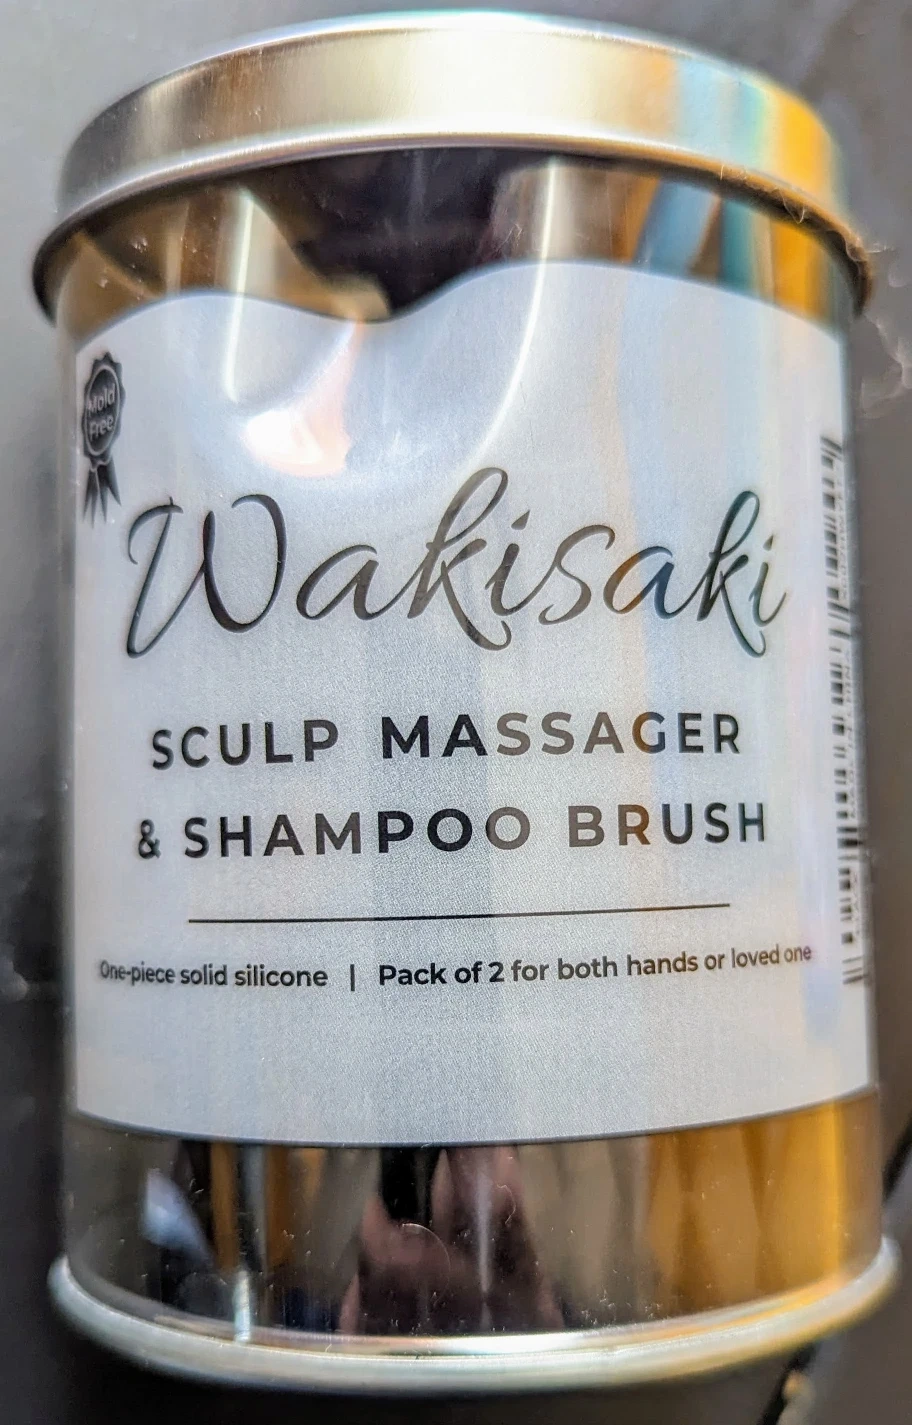 Mold
Free
Wakisaki
SCULP MASSAGER
& SHAMPOO BRUSH
One-piece solid silicone | Pack of 2 for both hands or loved one